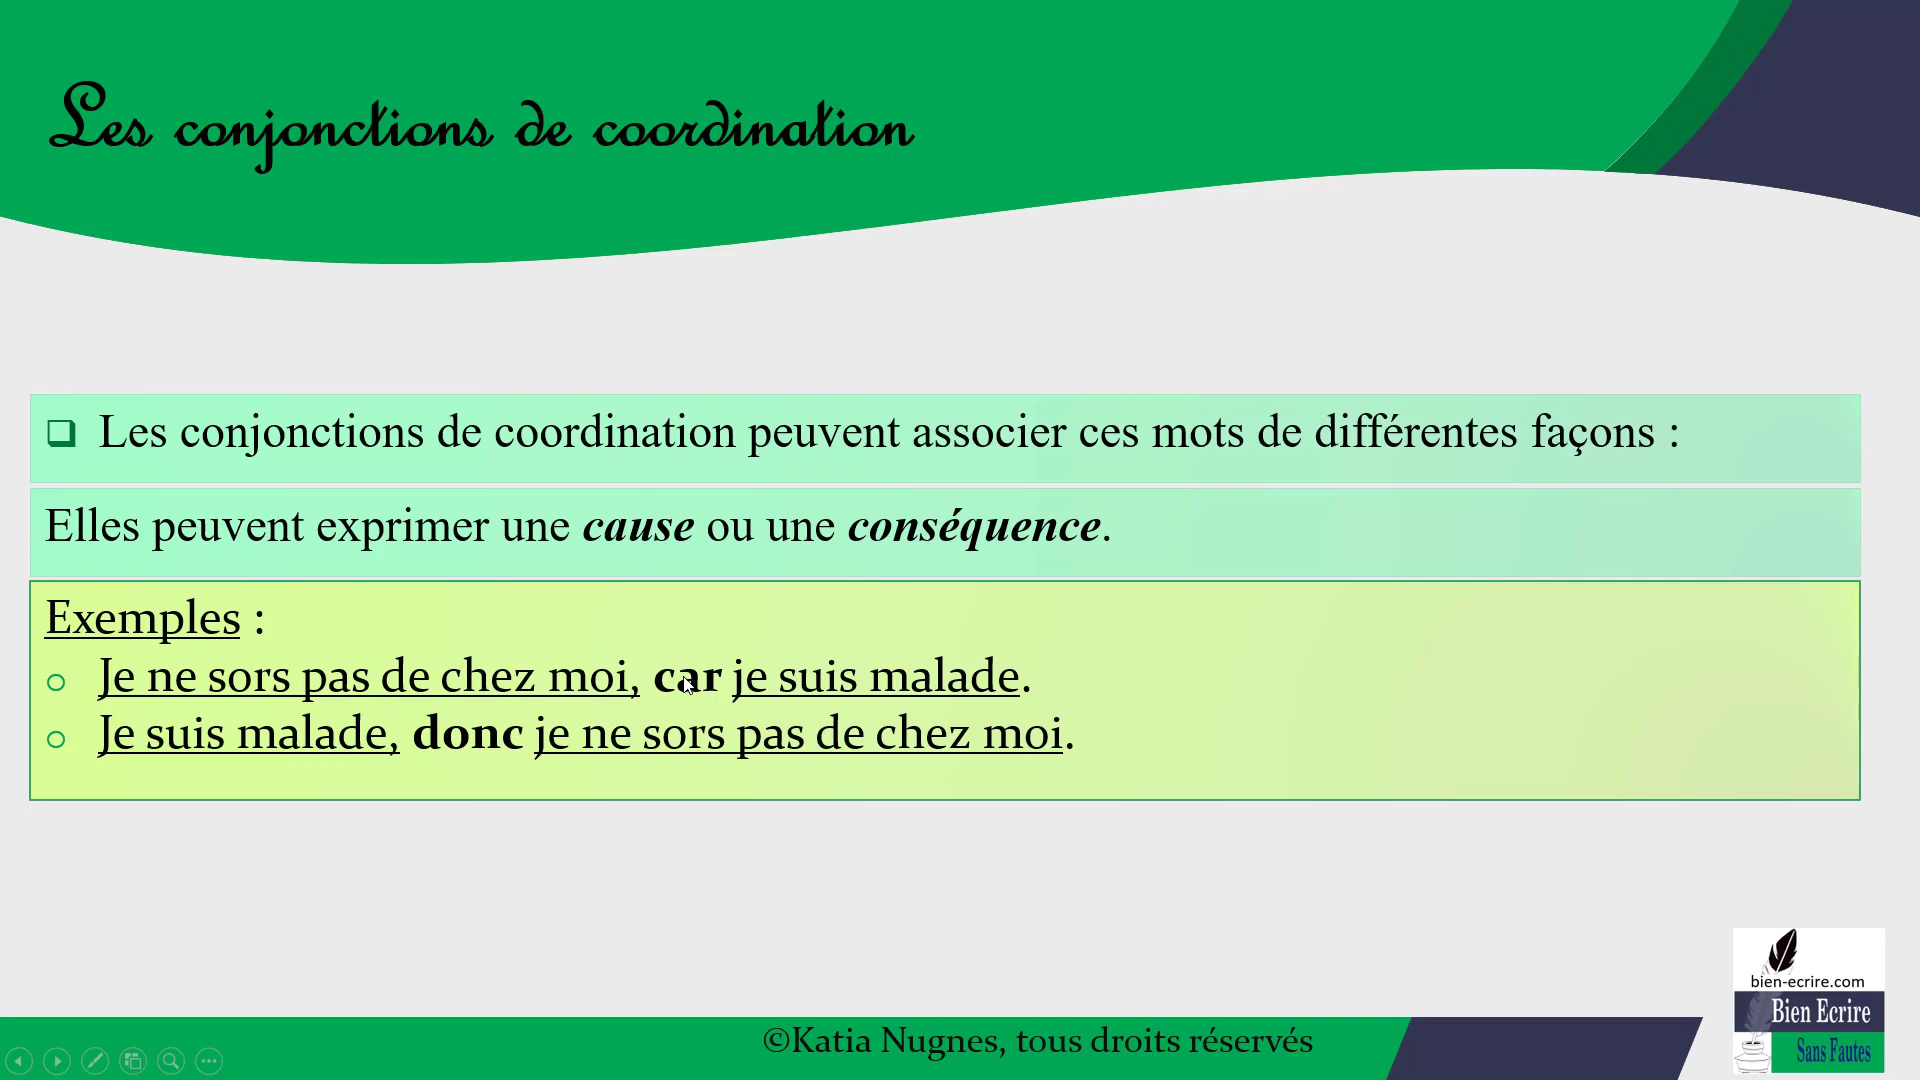 Les conjonctions de coordination
Les conjonctions de coordination peuvent associer ces mots de différentes façons :
Elles peuvent exprimer une cause ou une conséquence.
Exemples :
Je ne sors pas de chez moi, car je suis malade.
Je suis malade, donc je ne sors pas de chez moi.
bien-ecrire.com
Bien Ecrire
Sans Fautes
©Katia Nugnes, tous droits réservés